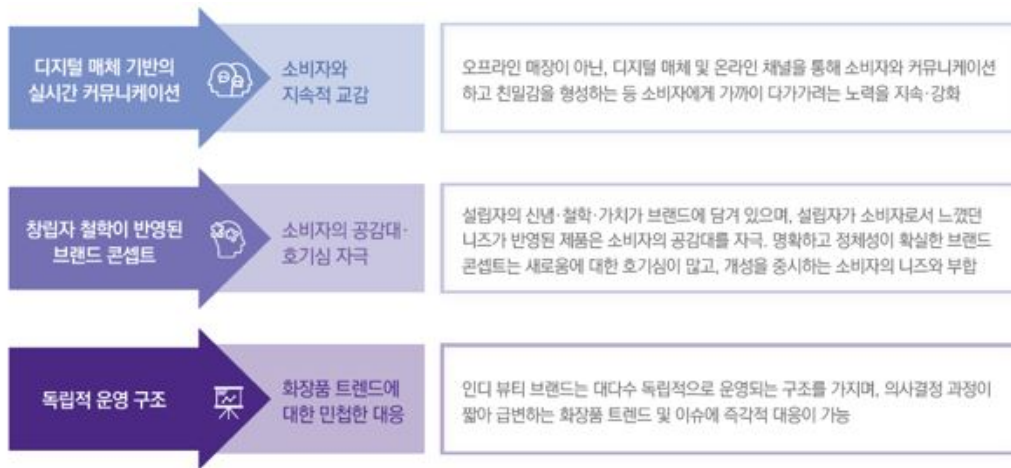 디지털 매체 기반의
실시간 커뮤니케이션
소비자와
지속적 교감
오프라인 매장이 아닌, 디지털 매체 및 온라인 채널을 통해 소비자와 커뮤니케이션
하고 친밀감을 형성하는 등 소비자에게 가까이 다가가려는 노력을 지속·강화
창립자 철학이 반영된
브랜드 콘셉트
소비자의 공감대·
호기심 자극
설립자의 신념·철학·가치가 브랜드에 담겨 있으며, 설립자가 소비자로서 느꼈던
니즈가 반영된 제품은 소비자의 공감대를 자극. 명확하고 정체성이 확실한 브랜드
콘셉트는 새로움에 대한 호기심이 많고, 개성을 중시하는 소비자의 니즈와 부합
독립적 운영 구조
화장품 트렌드에
대한 민첩한 대응
인디 뷰티 브랜드는 대다수 독립적으로 운영되는 구조를 가지며, 의사결정 과정이
짧아 급변하는 화장품 트렌드 및 이슈에 즉각적 대응이 가능